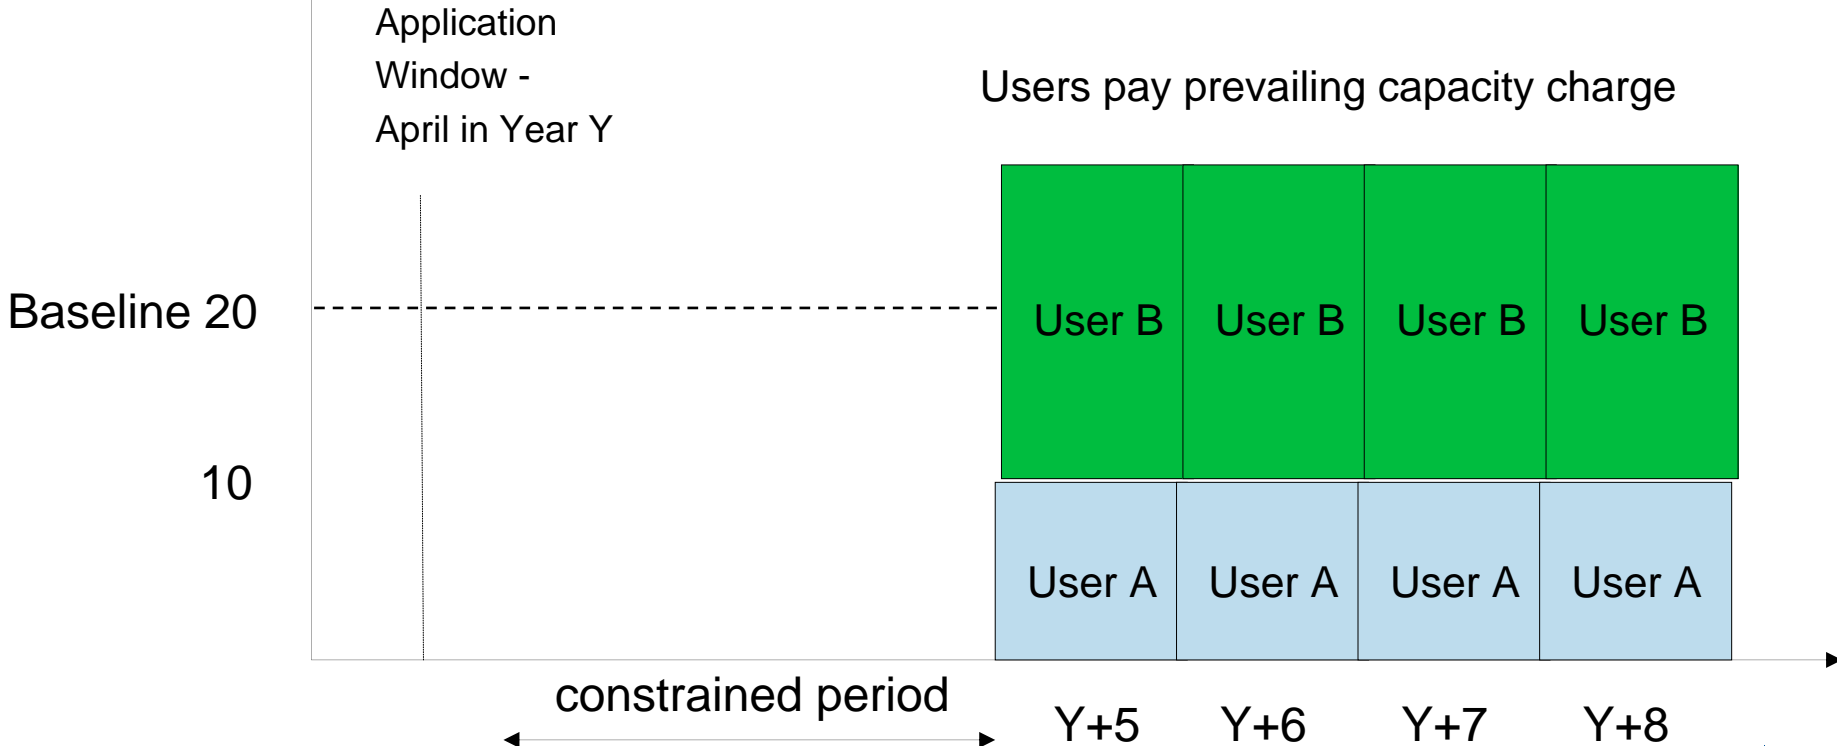 Application
Window -
April in Year Y
Users pay prevailing capacity charge
Baseline 20
User B User B User B User B
10
User A User A User A User A
constrained period
Y+5 Y+6 Y+7 Y+8